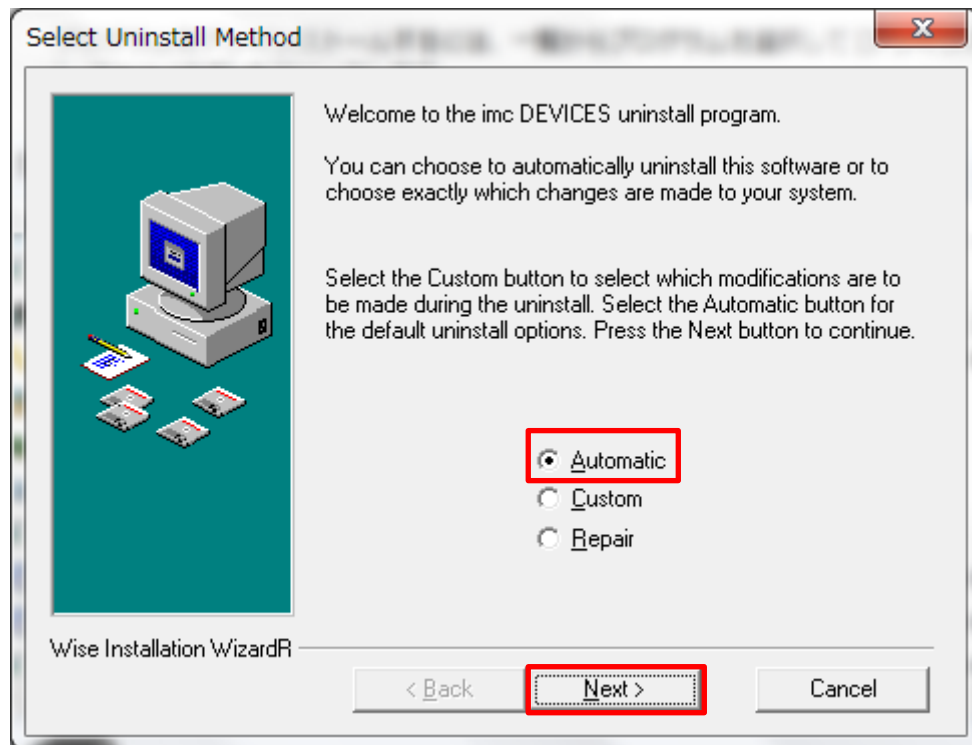 Select Uninstall Method
Welcome to the imc DEVICES uninstall program.
You can choose to automatically uninstall this software or to
choose exactly which changes are made to your system.
Select the Custom button to select which modifications are to
be made during the uninstall. Select the Automatic button for
the default uninstall options. Press the Next button to continue.
Automatic
Custom
Repair
Wise Installation WizardR
< Back
Next >
Cancel